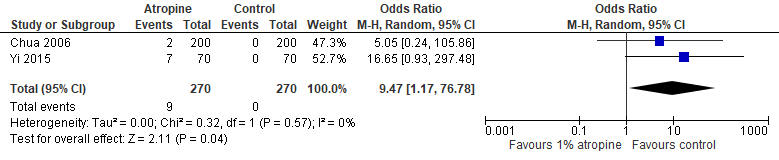 Atropine Control Odds Ratio Odds Ratio
Study or Subgroup Events Total Events Total Weight M-H, Random, 95% CI M-H, Random, 95% CI
Chua 2006 2 200 0 200 47.3% 5.05 [0.24, 105.86]
Yi 2015 7 70 0 70 52.7% 16.65 [0.93, 297.48]
Total (95% CI) 270 270 100.0% 9.47 [1.17, 76.78]
Total events 9 0
Heterogeneity: Tau² = 0.00; Chi² = 0.32, df = 1 (P = 0.57); I² = 0%
Test for overall effect: Z = 2.11 (P = 0.04)
0.001 0.1 1 10 1000
Favours 1% atropine Favours control